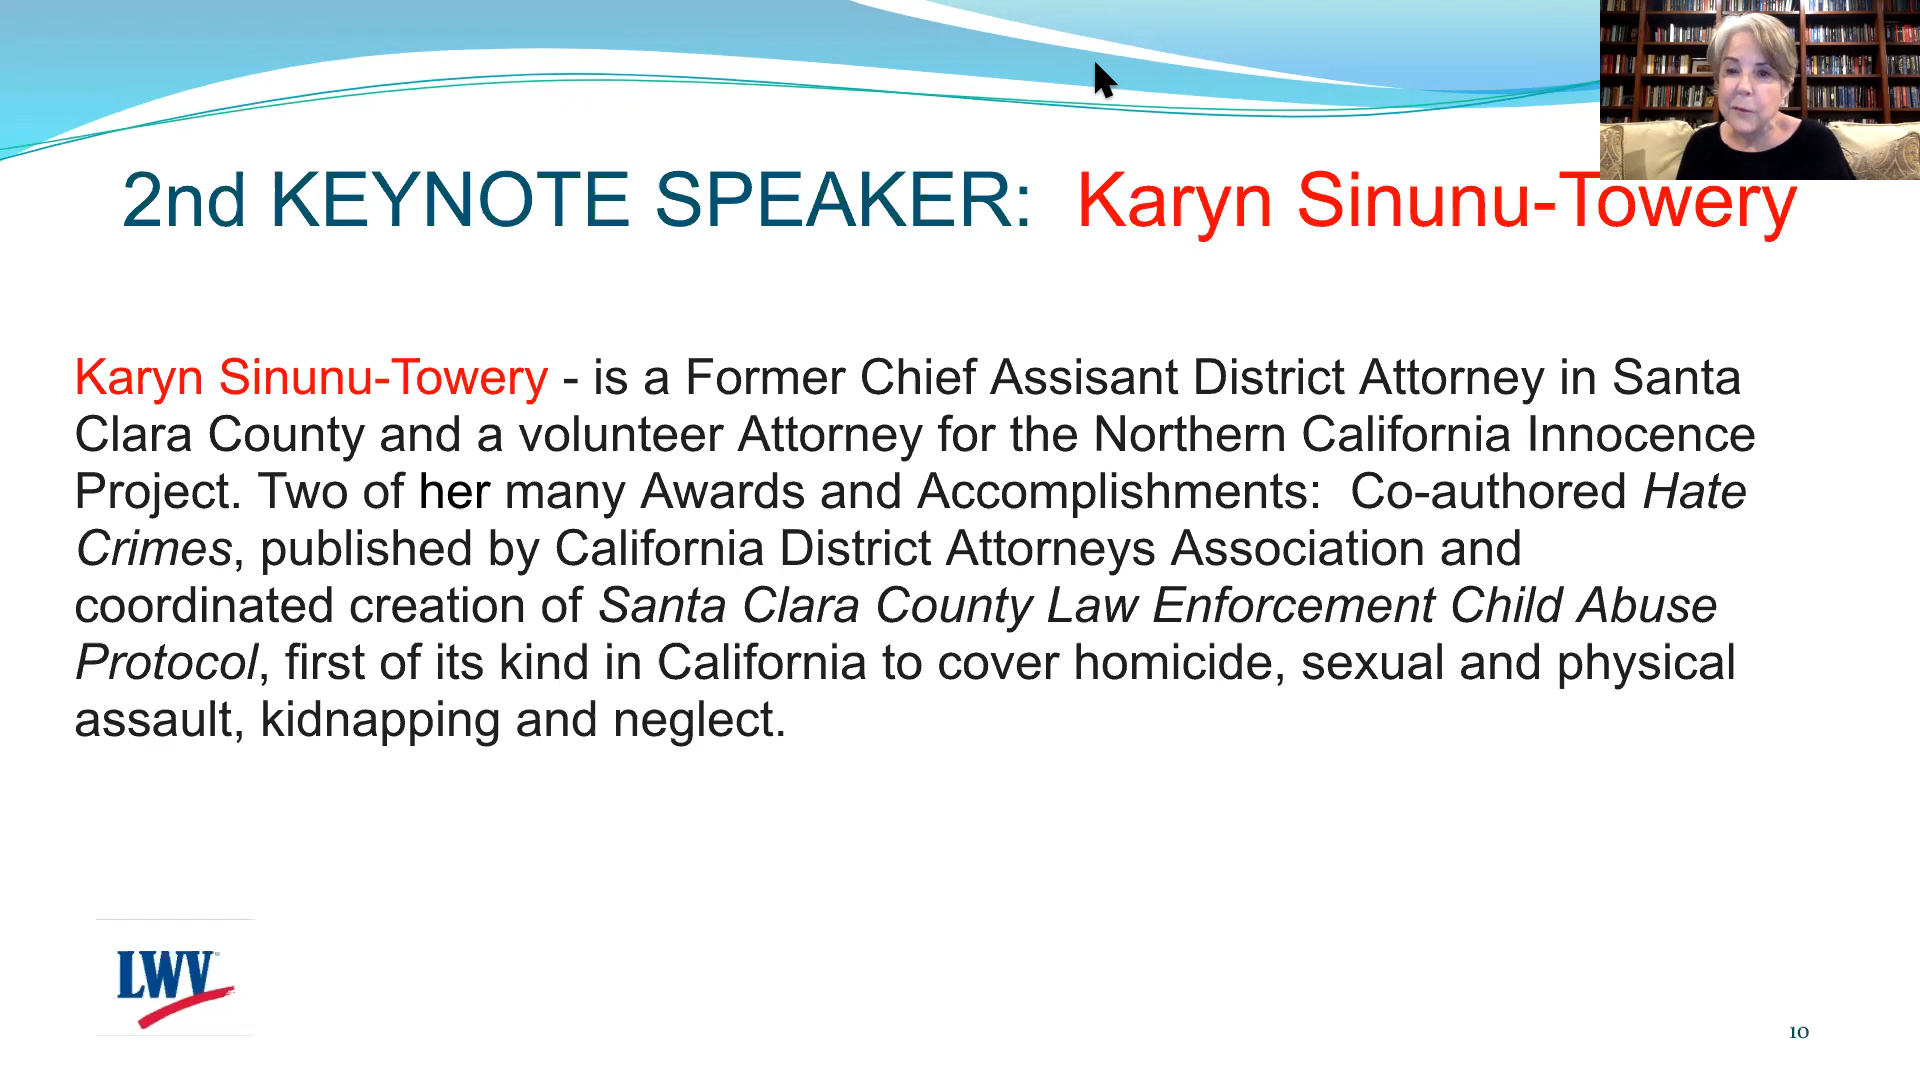 2nd KEYNOTE SPEAKER: Karyn Sinunu-Towery
Karyn Sinunu-Towery - is a Former Chief Assisant District Attorney in Santa
Clara County and a volunteer Attorney for the Northern California Innocence
Project. Two of her many Awards and Accomplishments: Co-authored Hate
Crimes, published by California District Attorneys Association and
coordinated creation of Santa Clara County Law Enforcement Child Abuse
Protocol, first of its kind in California to cover homicide, sexual and physical
assault, kidnapping and neglect.
LWV
10